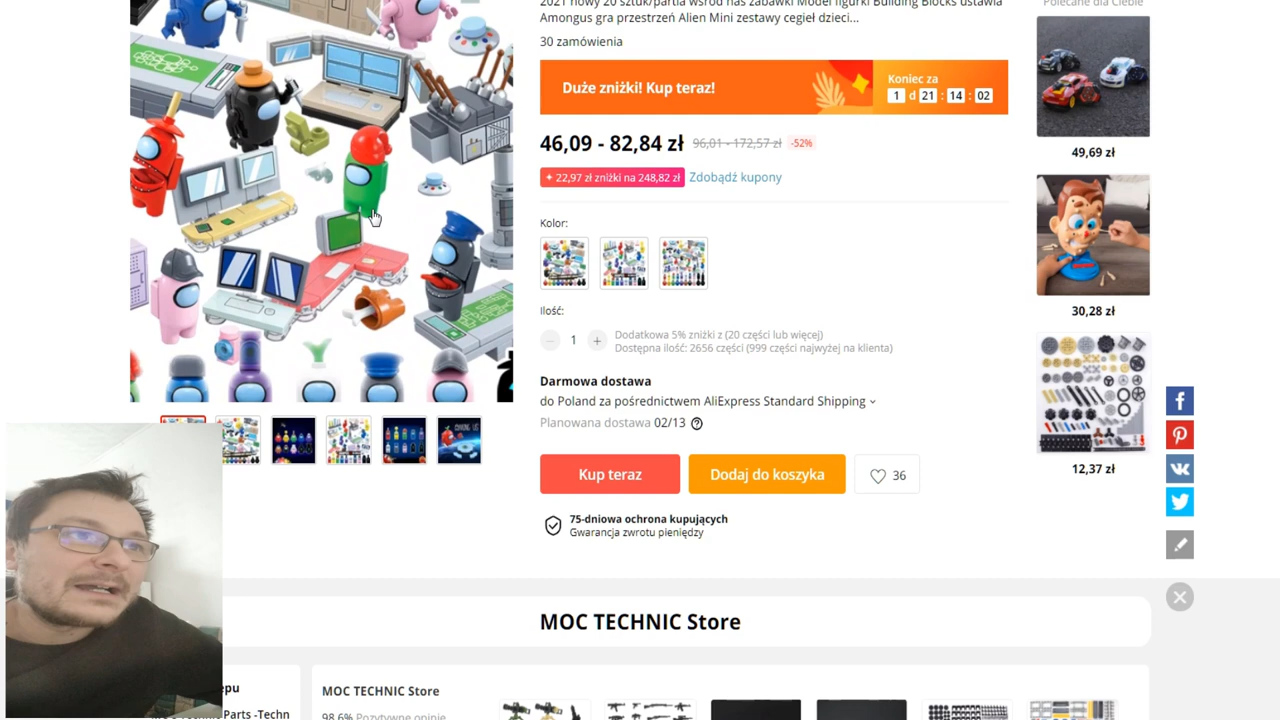 2021 nowy 20 sztuk/partia wśród nas zabawki Model figurki Building Blocks ustawia
Amongus gra przestrzeń Alien Mini zestawy cegieł dzieci...
30 zamówienia
Duże zniżki! Kup teraz!
Koniec za
1 d 21 : 14 : 02
46,09 - 82,84 zł 96,01 - 172,57 zł -52%
+ 22,97 zł zniżki na 248,82 zł Zdobądź kupony
Kolor:
Ilość:
1
Dodatkowa 5% zniżki z (20 części lub więcej)
Dostępna ilość: 2656 części (999 części najwyżej na klienta)
Darmowa dostawa
do Poland za pośrednictwem AliExpress Standard Shipping
Planowana dostawa 02/13
Kup teraz
Dodaj do koszyka
36
75-dniowa ochrona kupujących
Gwarancja zwrotu pieniędzy
Polecane dla Ciebie
49,69 zł
30,28 zł
12,37 zł
MOC TECHNIC Store
epu
Parts -Techn
MOC TECHNIC Store
98.6% Pozytywne opinie